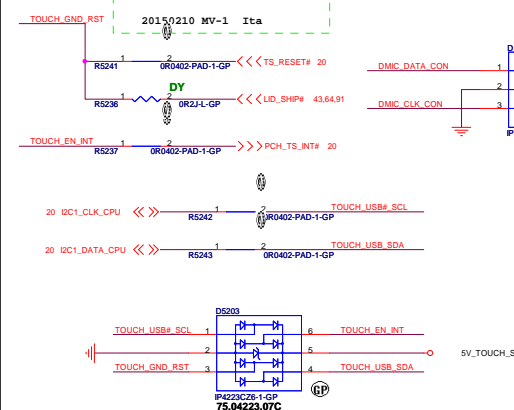 20150210 MV-1 Ita
TOUCH_GND_RST
R5241 1 2 0R0402-PAD-1-GP TS_RESET# 20
DY
R5236 1 2 0R2J-L-GP LID_SHIP# 43,64,91
TOUCH_EN_INT
R5237 1 2 0R0402-PAD-1-GP PCH_TS_INT# 20
DMIC_DATA_CON 1
2
DMIC_CLK_CON 3
D
IP
20 I2C1_CLK_CPU 1 R5242 2 0R0402-PAD-1-GP TOUCH_USB#_SCL
20 I2C1_DATA_CPU 1 R5243 2 0R0402-PAD-1-GP TOUCH_USB_SDA
D5203
TOUCH_USB#_SCL 1 6 TOUCH_EN_INT
2 5 5V_TOUCH_S
TOUCH_GND_RST 3 4 TOUCH_USB_SDA
IP4223CZ6-1-GP GP
75.04223.07C